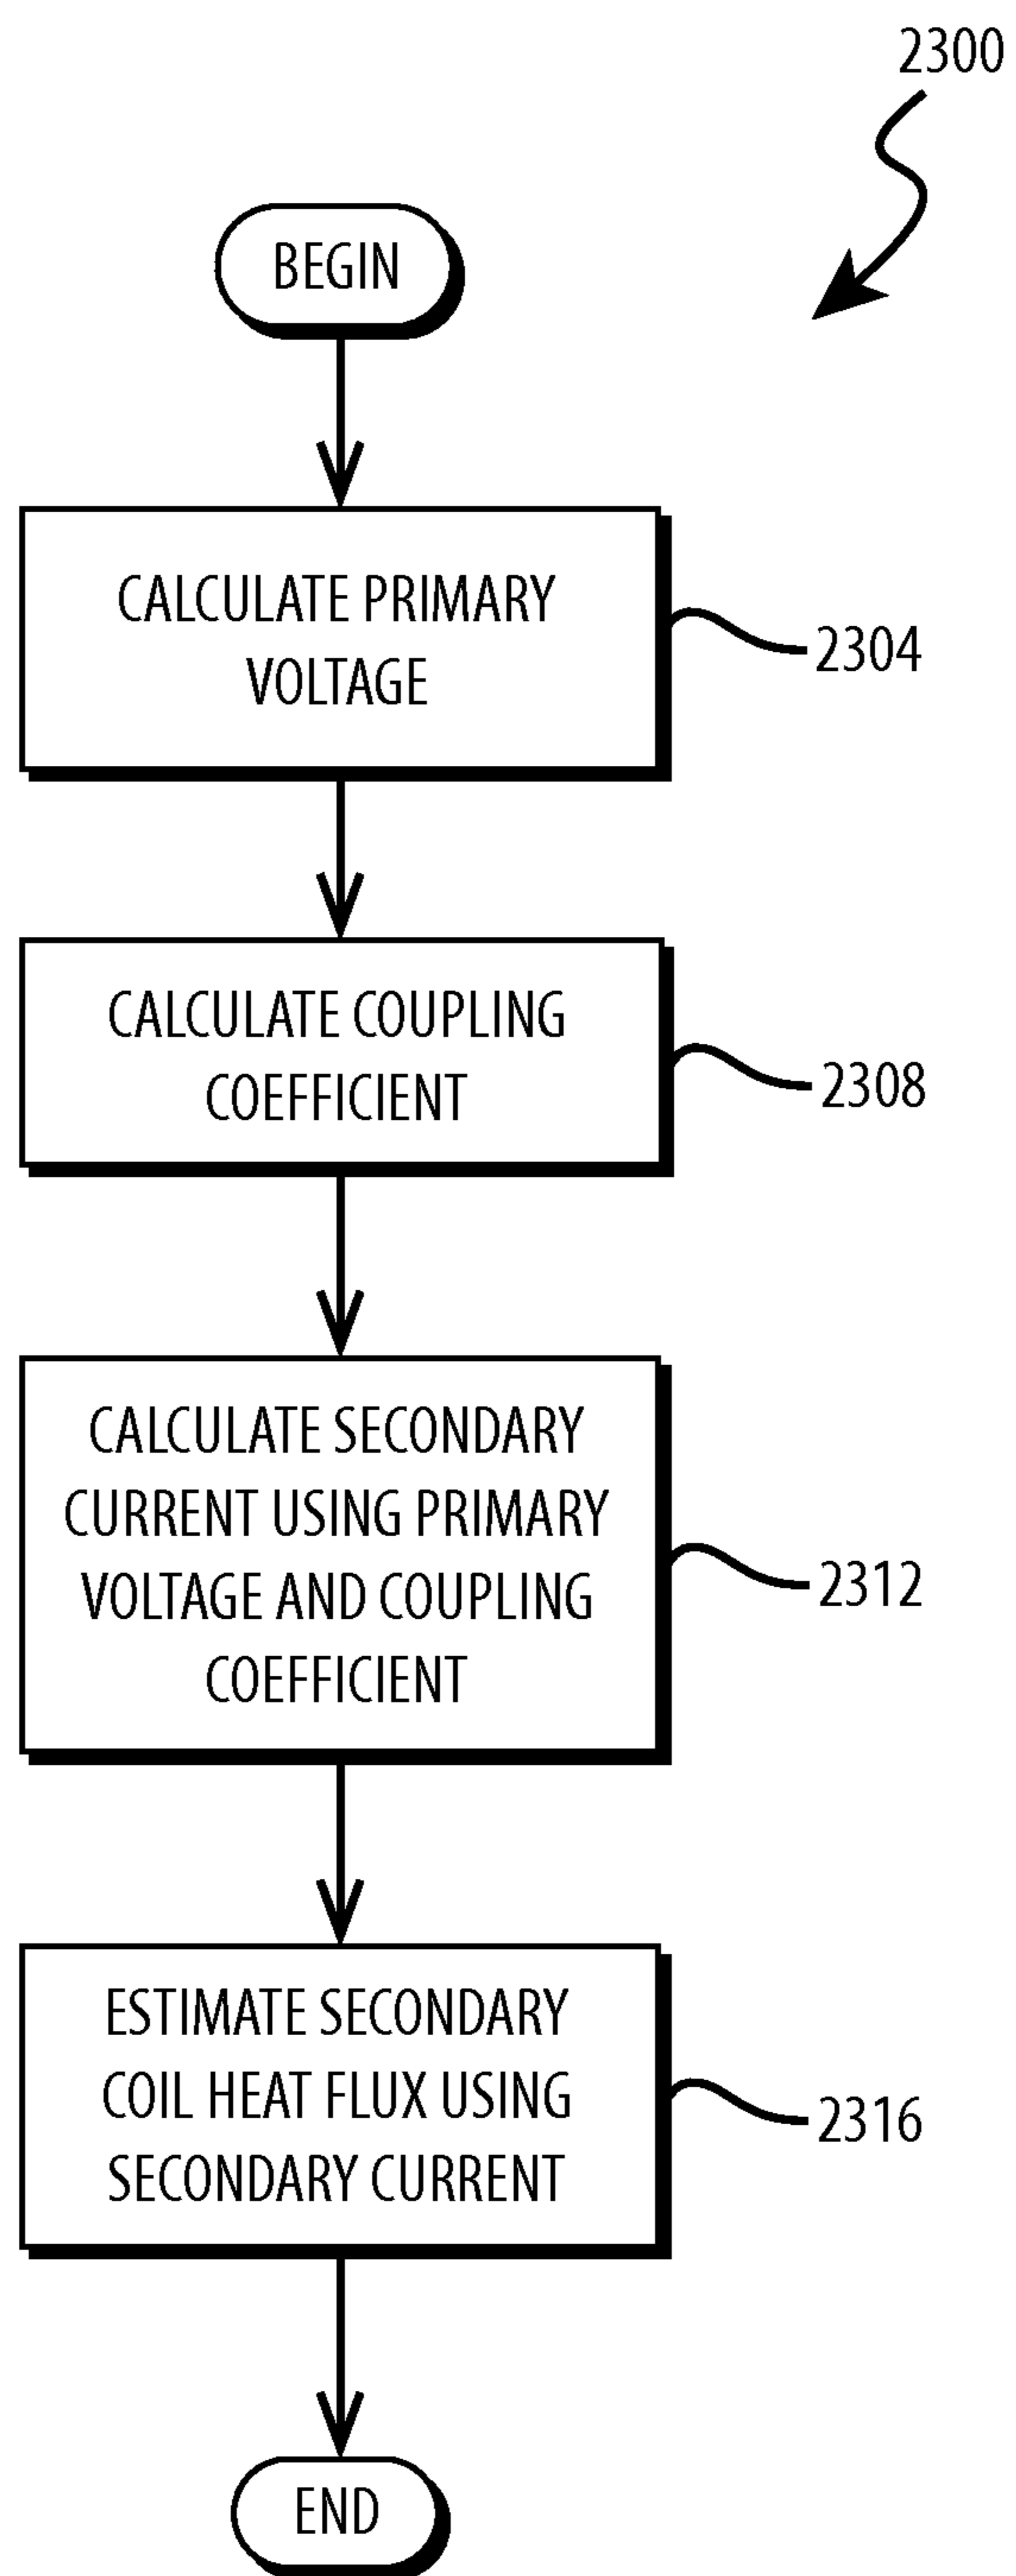 2300
BEGIN
CALCULATE PRIMARY
VOLTAGE
2304
CALCULATE COUPLING
COEFFICIENT
2308
CALCULATE SECONDARY
CURRENT USING PRIMARY
VOLTAGE AND COUPLING
COEFFICIENT
2312
ESTIMATE SECONDARY
COIL HEAT FLUX USING
SECONDARY CURRENT
2316
END